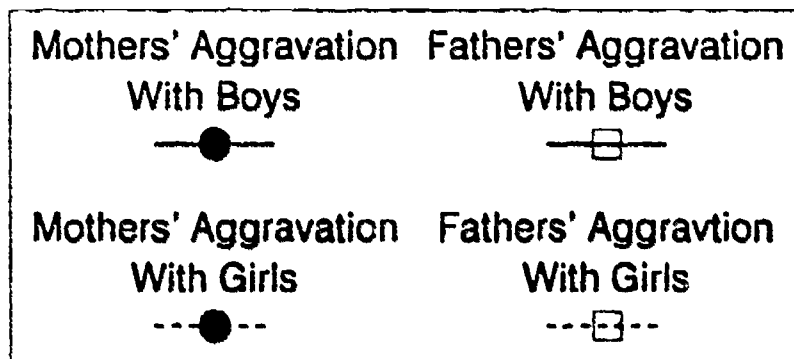 Mothers' Aggravation
With Boys
Fathers' Aggravation
With Boys
Mothers' Aggravation
With Girls
Fathers' Aggravtion
With Girls